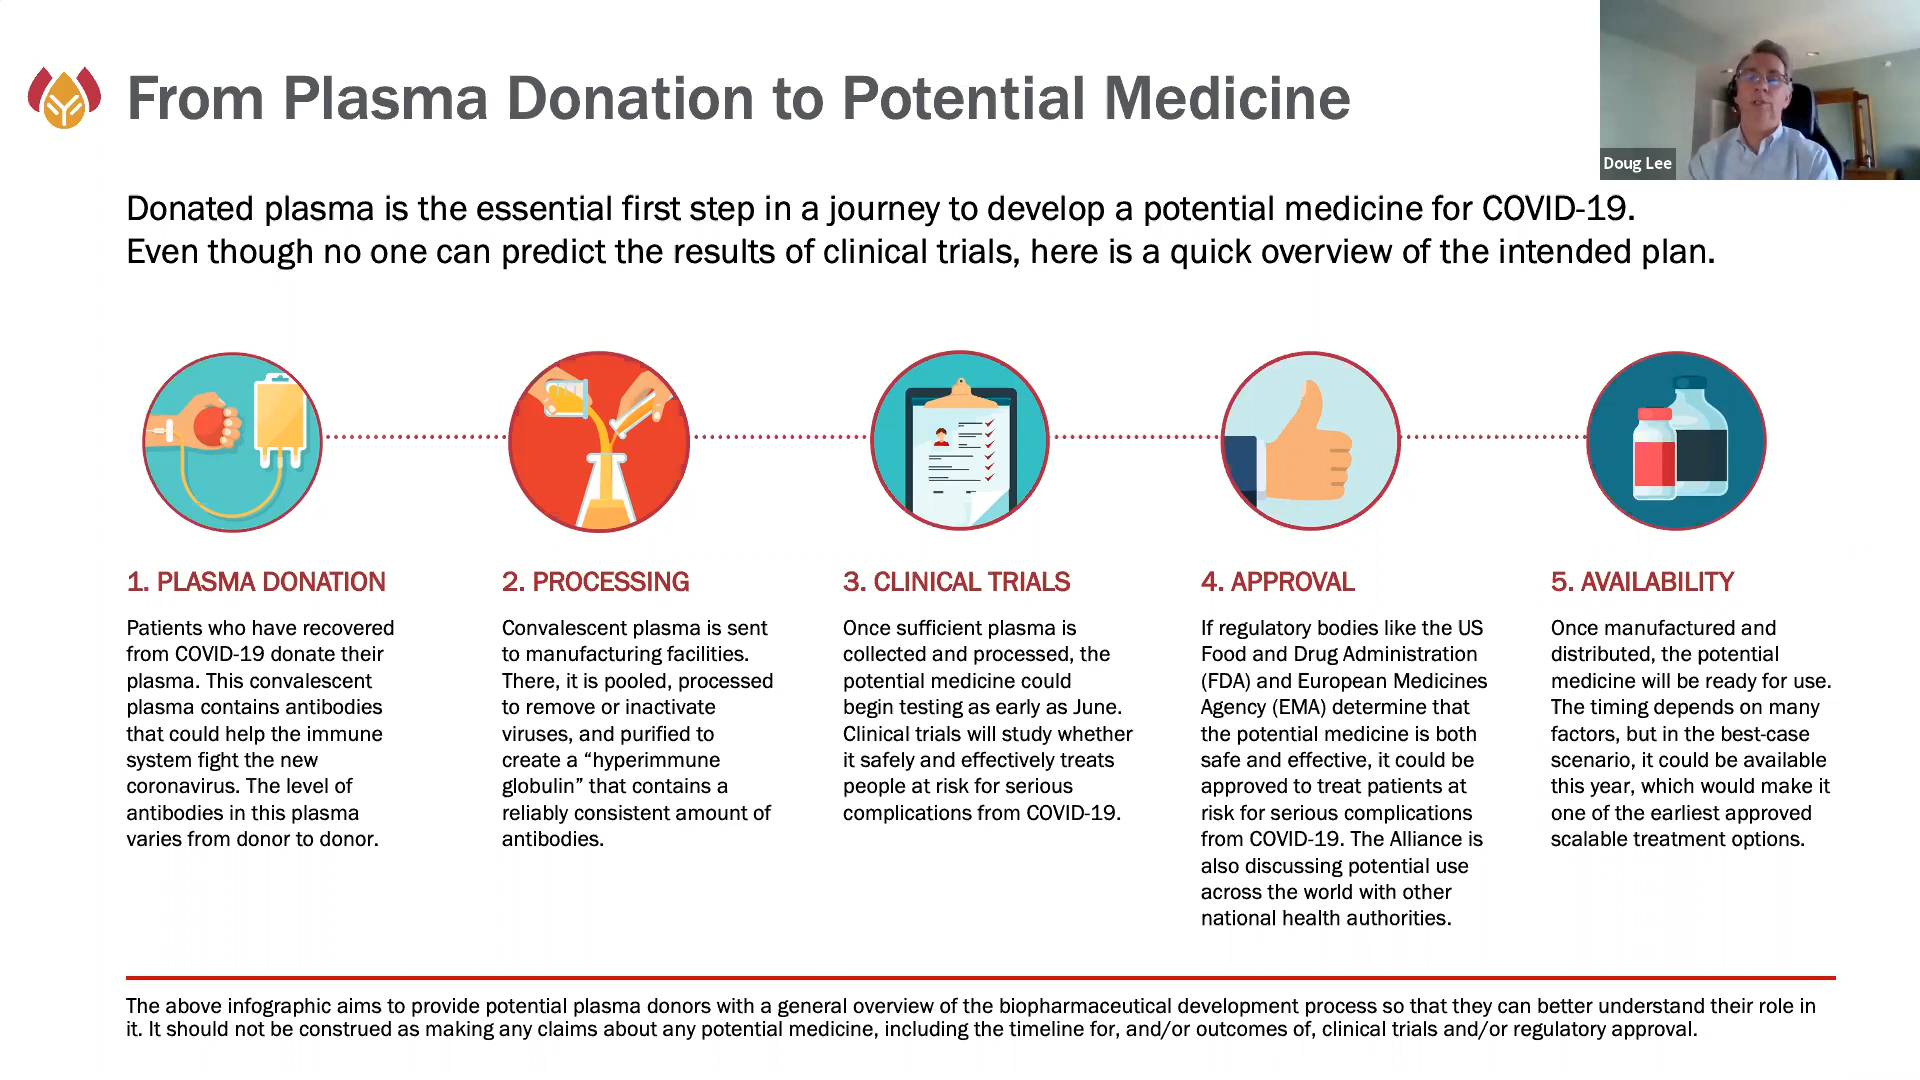 From Plasma Donation to Potential Medicine
Doug Lee
Donated plasma is the essential first step in a journey to develop a potential medicine for COVID-19.
Even though no one can predict the results of clinical trials, here is a quick overview of the intended plan.
1. PLASMA DONATION
Patients who have recovered
from COVID-19 donate their
plasma. This convalescent
plasma contains antibodies
that could help the immune
system fight the new
coronavirus. The level of
antibodies in this plasma
varies from donor to donor.
2. PROCESSING
Convalescent plasma is sent
to manufacturing facilities.
There, it is pooled, processed
to remove or inactivate
viruses, and purified to
create a “hyperimmune
globulin” that contains a
reliably consistent amount of
antibodies.
3. CLINICAL TRIALS
Once sufficient plasma is
collected and processed, the
potential medicine could
begin testing as early as June.
Clinical trials will study whether
it safely and effectively treats
people at risk for serious
complications from COVID-19.
4. APPROVAL
If regulatory bodies like the US
Food and Drug Administration
(FDA) and European Medicines
Agency (EMA) determine that
the potential medicine is both
safe and effective, it could be
approved to treat patients at
risk for serious complications
from COVID-19. The Alliance is
also discussing potential use
across the world with other
national health authorities.
5. AVAILABILITY
Once manufactured and
distributed, the potential
medicine will be ready for use.
The timing depends on many
factors, but in the best-case
scenario, it could be available
this year, which would make it
one of the earliest approved
scalable treatment options.
The above infographic aims to provide potential plasma donors with a general overview of the biopharmaceutical development process so that they can better understand their role in
it. It should not be construed as making any claims about any potential medicine, including the timeline for, and/or outcomes of, clinical trials and/or regulatory approval.